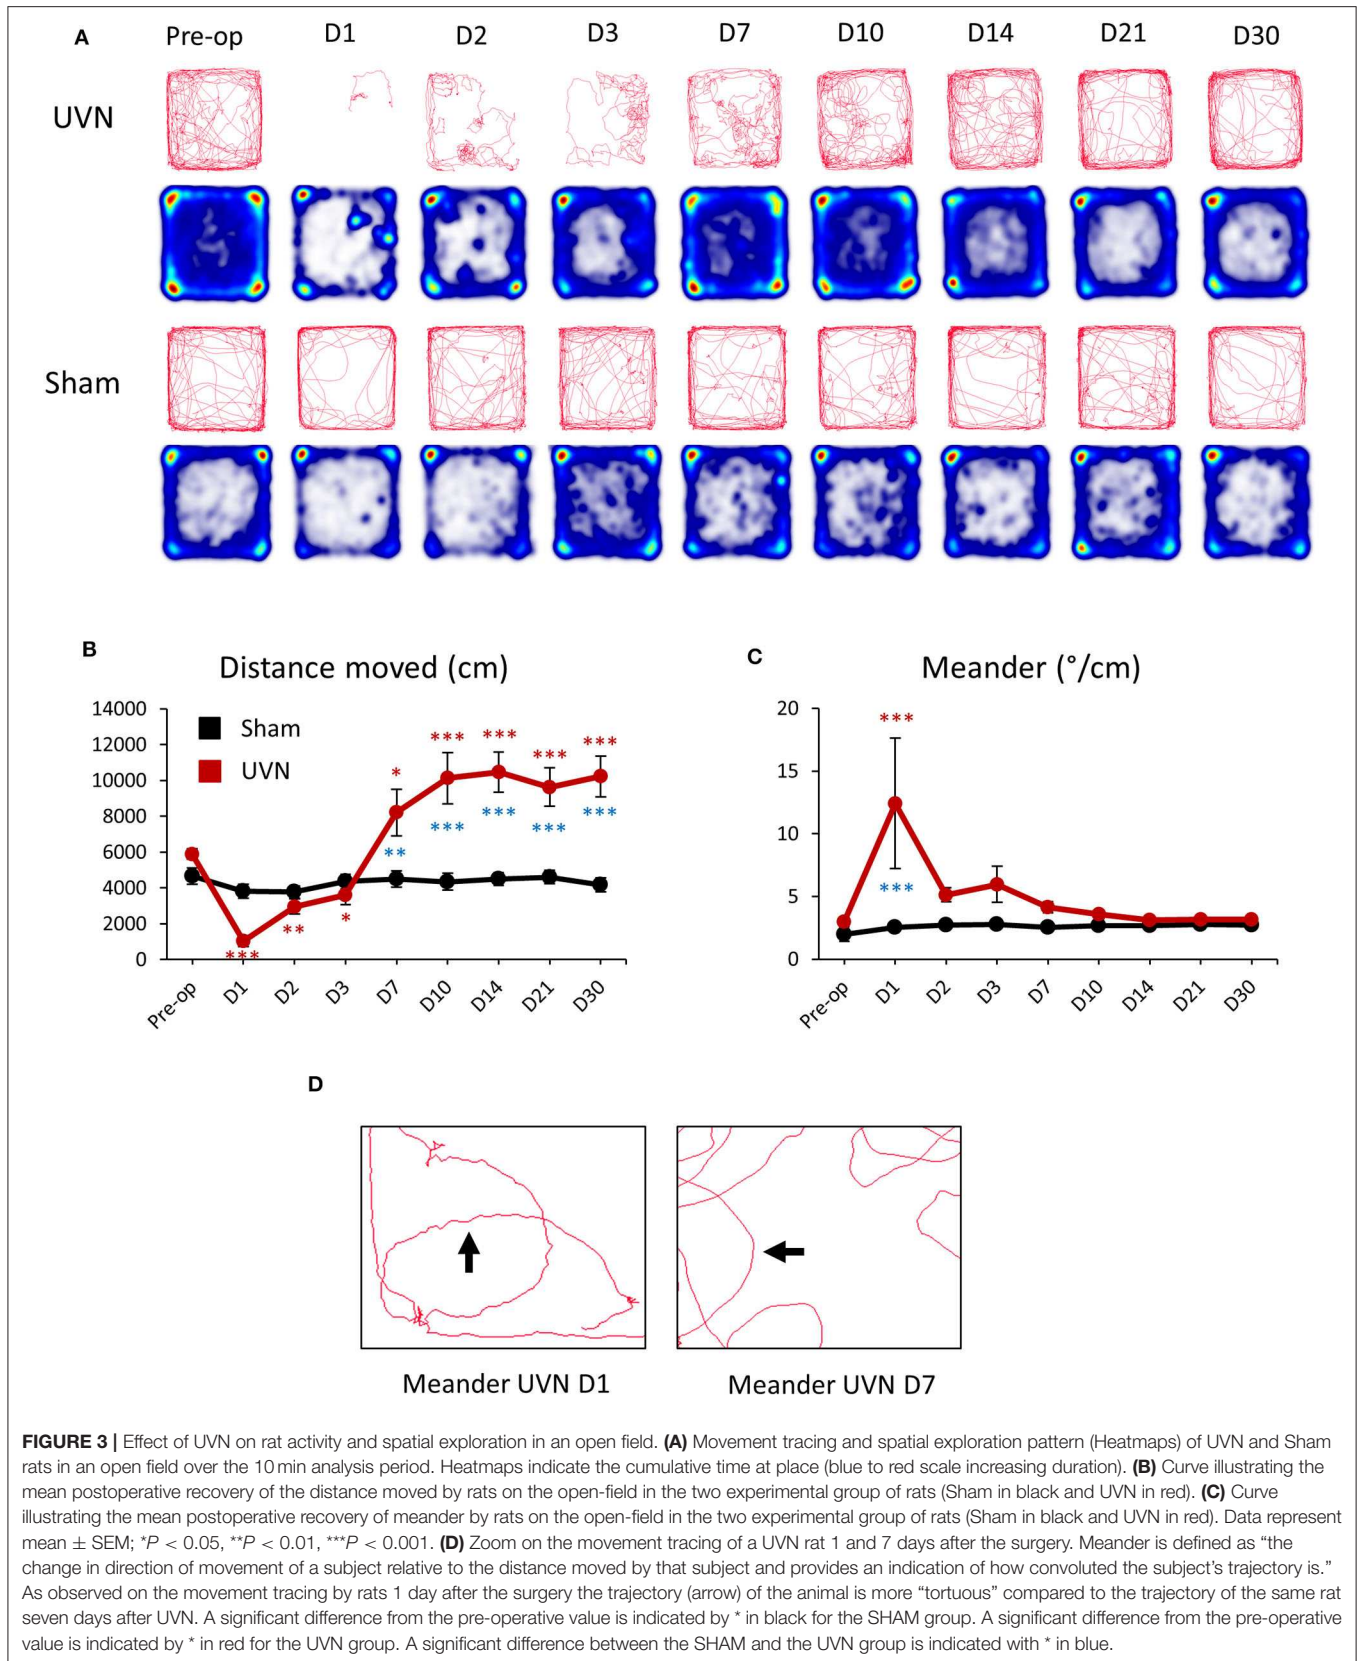 A
Pre-op D1 D2 D3 D7 D10 D14 D21 D30
UVN
Sham
B
Distance moved (cm)
14000
12000
10000
8000
6000
4000
2000
0
Sham
UVN
***
**
*
*
***
***
***
***
**
***
***
***
***
Pre-op D1 D2 D3 D7 D10 D14 D21 D30
C
Meander (°/cm)
20
15
10
5
0
***
***
Pre-op D1 D2 D3 D7 D10 D14 D21 D30
D
Meander UVN D1
Meander UVN D7
FIGURE 3 | Effect of UVN on rat activity and spatial exploration in an open field. (A) Movement tracing and spatial exploration pattern (Heatmaps) of UVN and Sham
rats in an open field over the 10 min analysis period. Heatmaps indicate the cumulative time at place (blue to red scale increasing duration). (B) Curve illustrating the
mean postoperative recovery of the distance moved by rats on the open-field in the two experimental group of rats (Sham in black and UVN in red). (C) Curve
illustrating the mean postoperative recovery of meander by rats on the open-field in the two experimental group of rats (Sham in black and UVN in red). Data represent
mean ± SEM; *P < 0.05, **P < 0.01, ***P < 0.001. (D) Zoom on the movement tracing of a UVN rat 1 and 7 days after the surgery. Meander is defined as “the
change in direction of movement of a subject relative to the distance moved by that subject and provides an indication of how convoluted the subject’s trajectory is.”
As observed on the movement tracing by rats 1 day after the surgery the trajectory (arrow) of the animal is more “tortuous” compared to the trajectory of the same rat
seven days after UVN. A significant difference from the pre-operative value is indicated by * in black for the SHAM group. A significant difference from the pre-operative
value is indicated by * in red for the UVN group. A significant difference between the SHAM and the UVN group is indicated with * in blue.